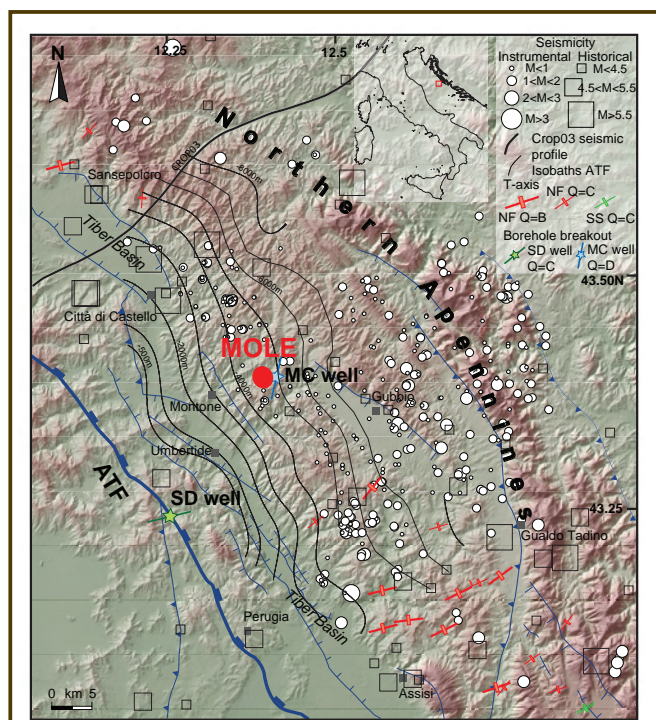 12.25
12.5
N
Seismicity
Instrumental
Historical
M<1
M<4.5
1<M<2
4.5<M<5.5
2<M<3
M>3
M>5.5
Crop03 seismic
profile
Isobaths ATF
T-axis
NF Q=C
NF Q=B
SS Q=C
Borehole breakout
SD well
MC well
Q=C
Q=D
Northern Apennines
CROP03
Sansepolcro
Tiber Basin
43.50N
Città di Castello
MOLE
MC well
Montone
Gubbio
Umbertide
ATF
SD well
43.25
Gualdo Tadino
Tiber Basin
Perugia
Assisi
0 km 5